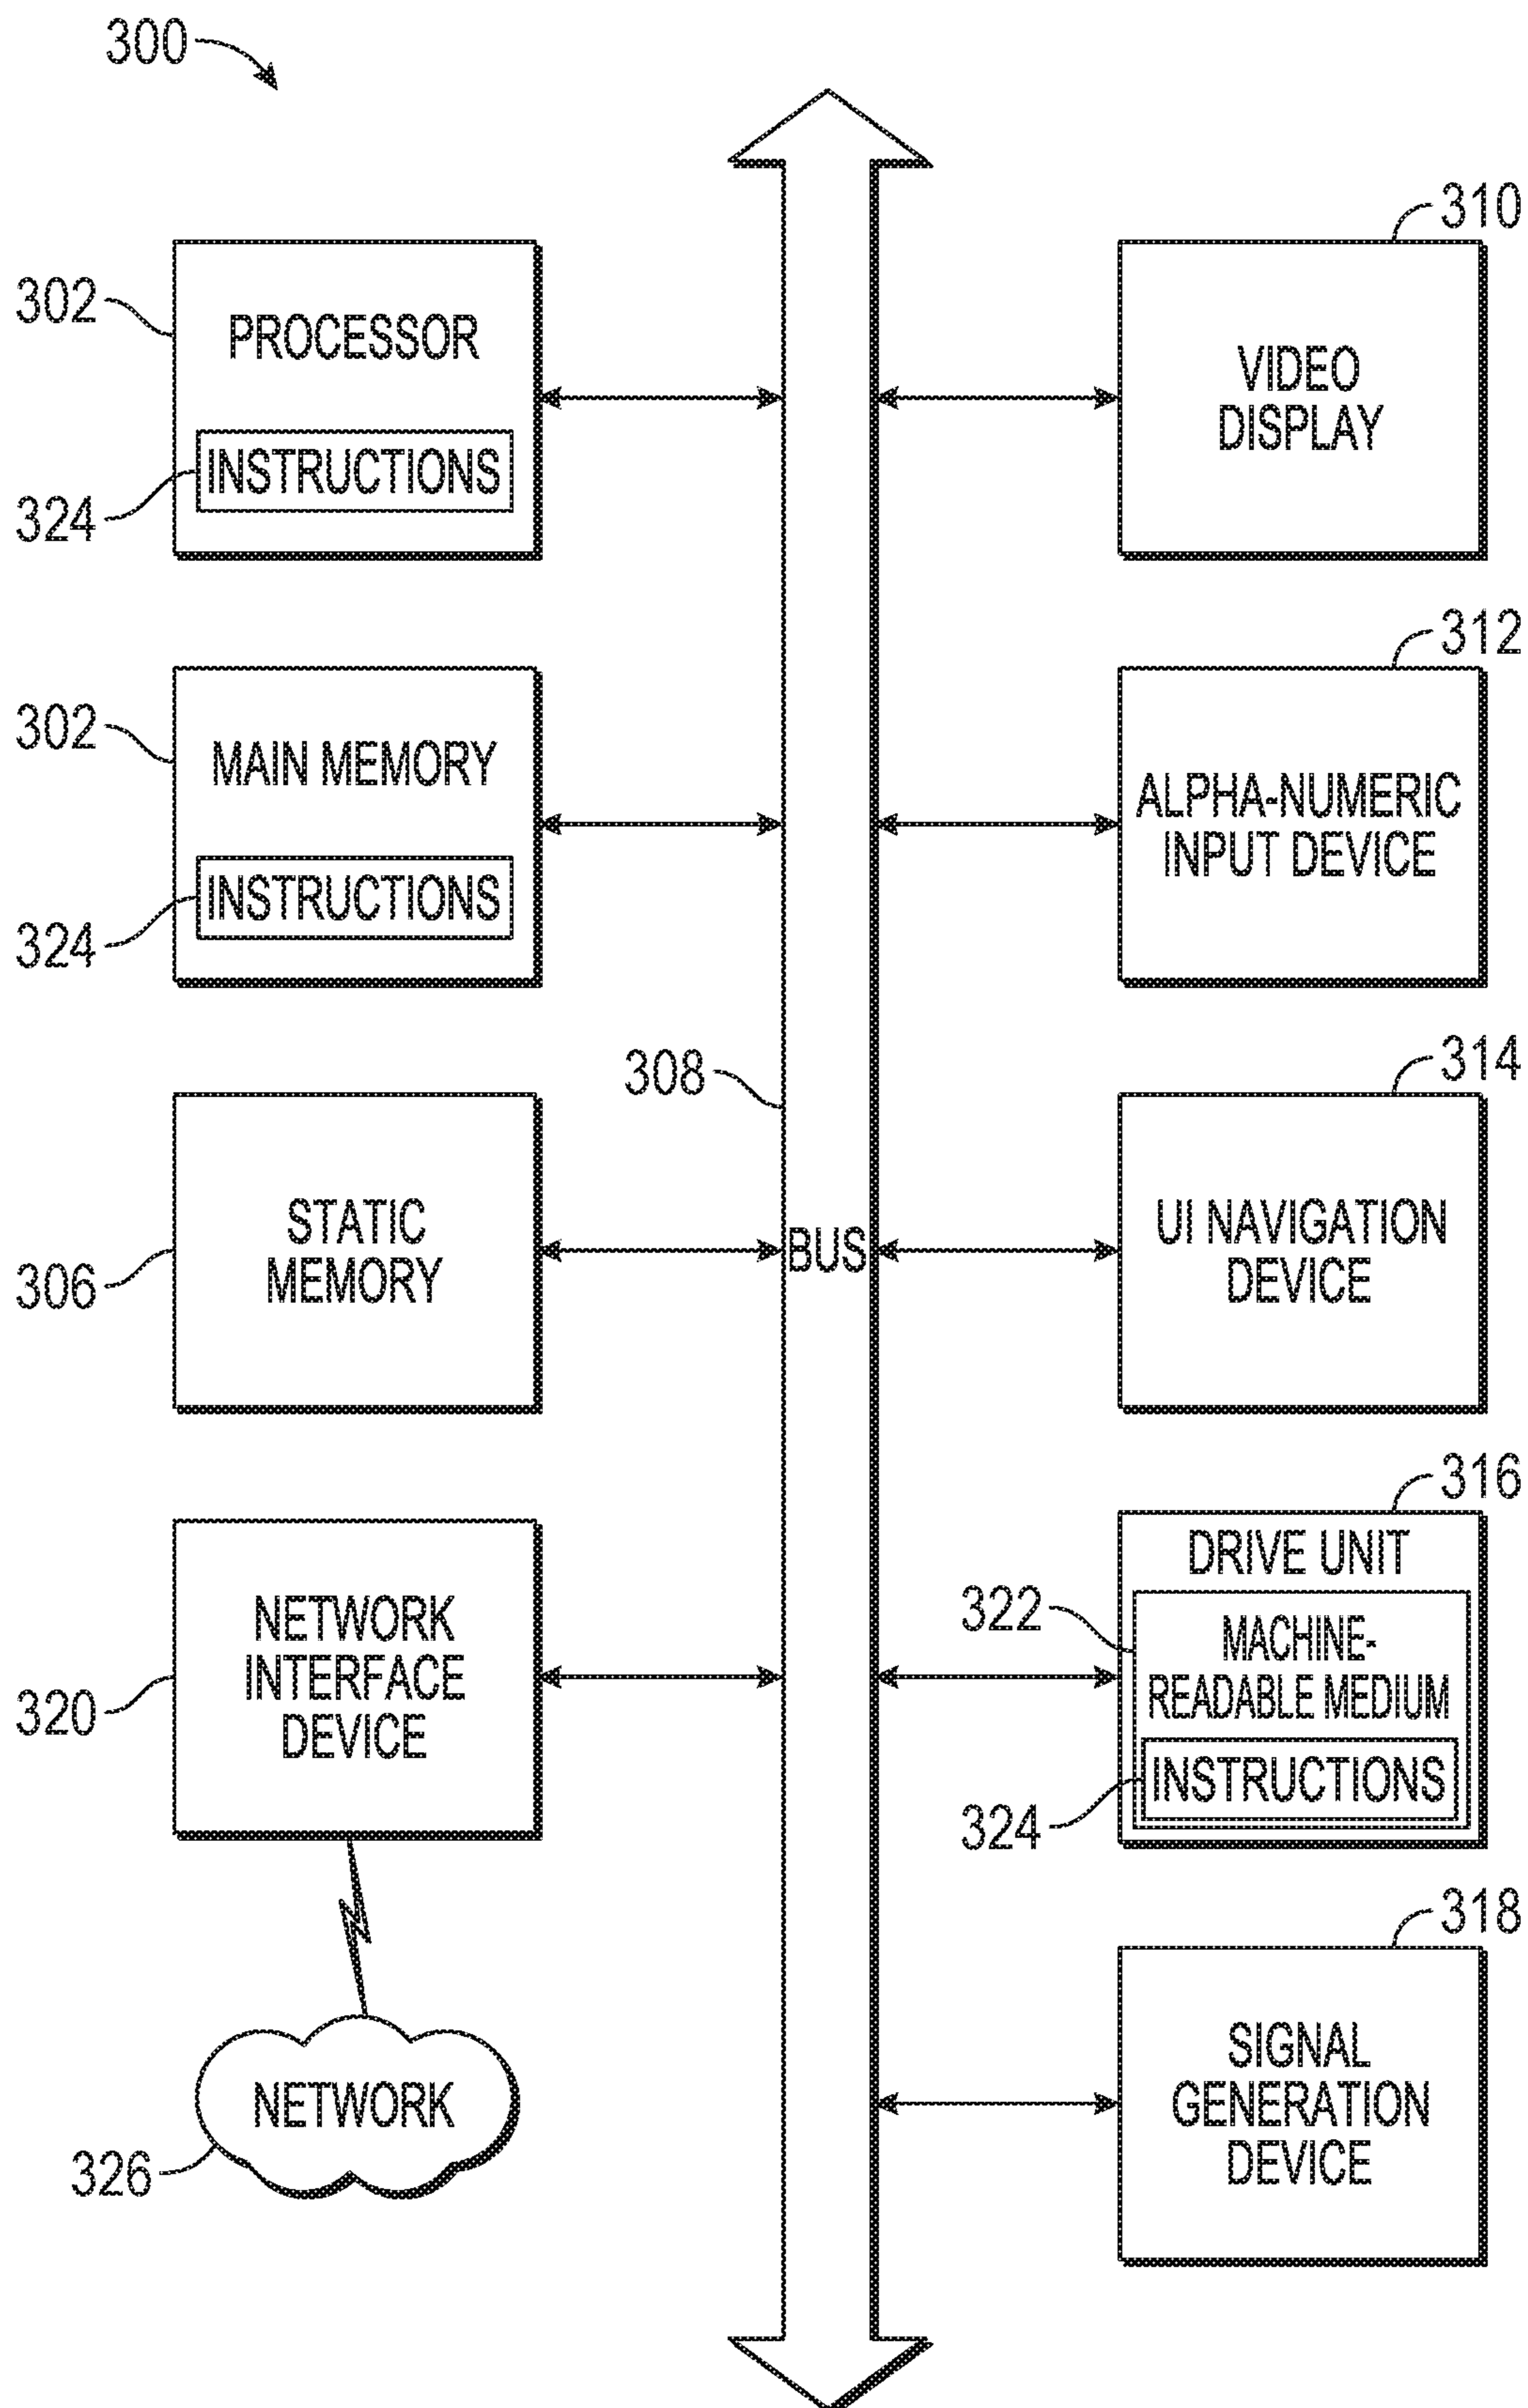 300
302
PROCESSOR
INSTRUCTIONS
324
302
MAIN MEMORY
INSTRUCTIONS
324
306
STATIC
MEMORY
320
NETWORK
INTERFACE
DEVICE
NETWORK
326
308
BUS
310
VIDEO
DISPLAY
312
ALPHA-NUMERIC
INPUT DEVICE
314
UI NAVIGATION
DEVICE
316
DRIVE UNIT
322
MACHINE-
READABLE MEDIUM
INSTRUCTIONS
324
318
SIGNAL
GENERATION
DEVICE